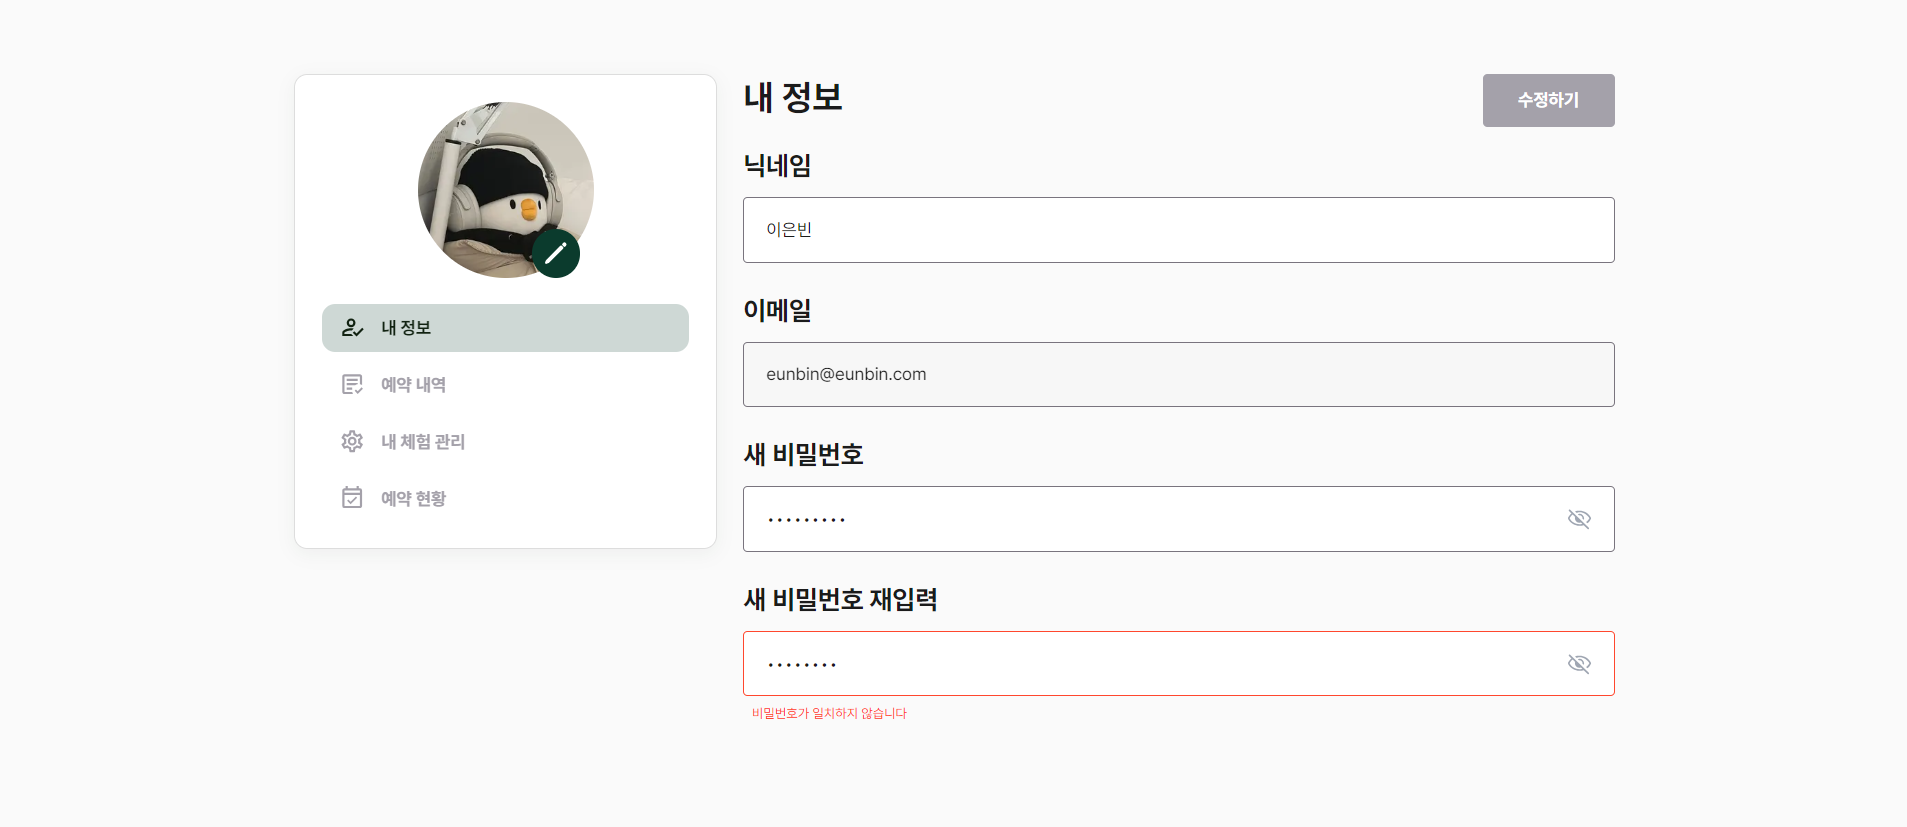 내 정보
예약 내역
내 체험 관리
예약 현황
내 정보
수정하기
닉네임
이은빈
이메일
eunbin@eunbin.com
새 비밀번호
•••••••••
새 비밀번호 재입력
••••••••
비밀번호가 일치하지 않습니다